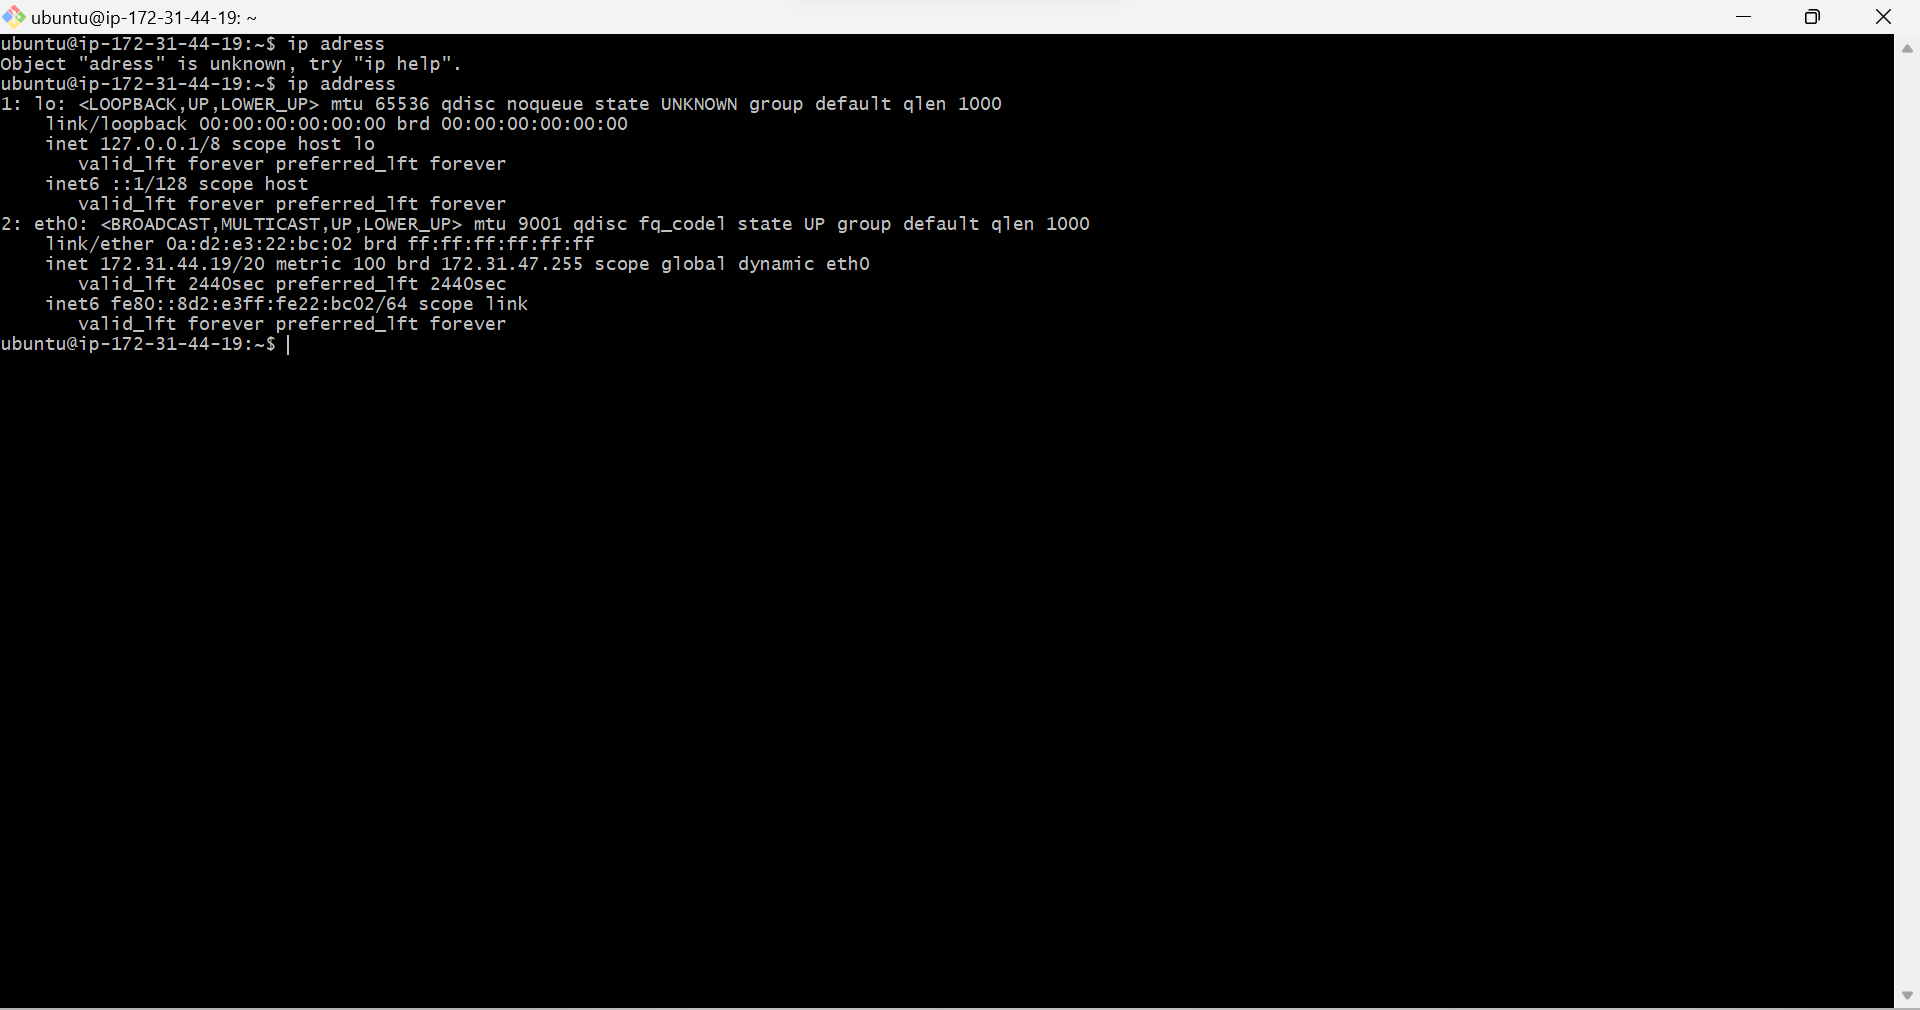 ubuntu@ip-172-31-44-19: ~
ubuntu@ip-172-31-44-19:~$ ip adress
Object "adress" is unknown, try "ip help".
ubuntu@ip-172-31-44-19:~$ ip address
1: lo: <LOOPBACK,UP,LOWER_UP> mtu 65536 qdisc noqueue state UNKNOWN group default qlen 1000
    link/loopback 00:00:00:00:00:00 brd 00:00:00:00:00:00
    inet 127.0.0.1/8 scope host lo
       valid_lft forever preferred_lft forever
    inet6 ::1/128 scope host
       valid_lft forever preferred_lft forever
2: eth0: <BROADCAST,MULTICAST,UP,LOWER_UP> mtu 9001 qdisc fq_codel state UP group default qlen 1000
    link/ether 0a:d2:e3:22:bc:02 brd ff:ff:ff:ff:ff:ff
    inet 172.31.44.19/20 metric 100 brd 172.31.47.255 scope global dynamic eth0
       valid_lft 2440sec preferred_lft 2440sec
    inet6 fe80::8d2:e3ff:fe22:bc02/64 scope link
       valid_lft forever preferred_lft forever
ubuntu@ip-172-31-44-19:~$